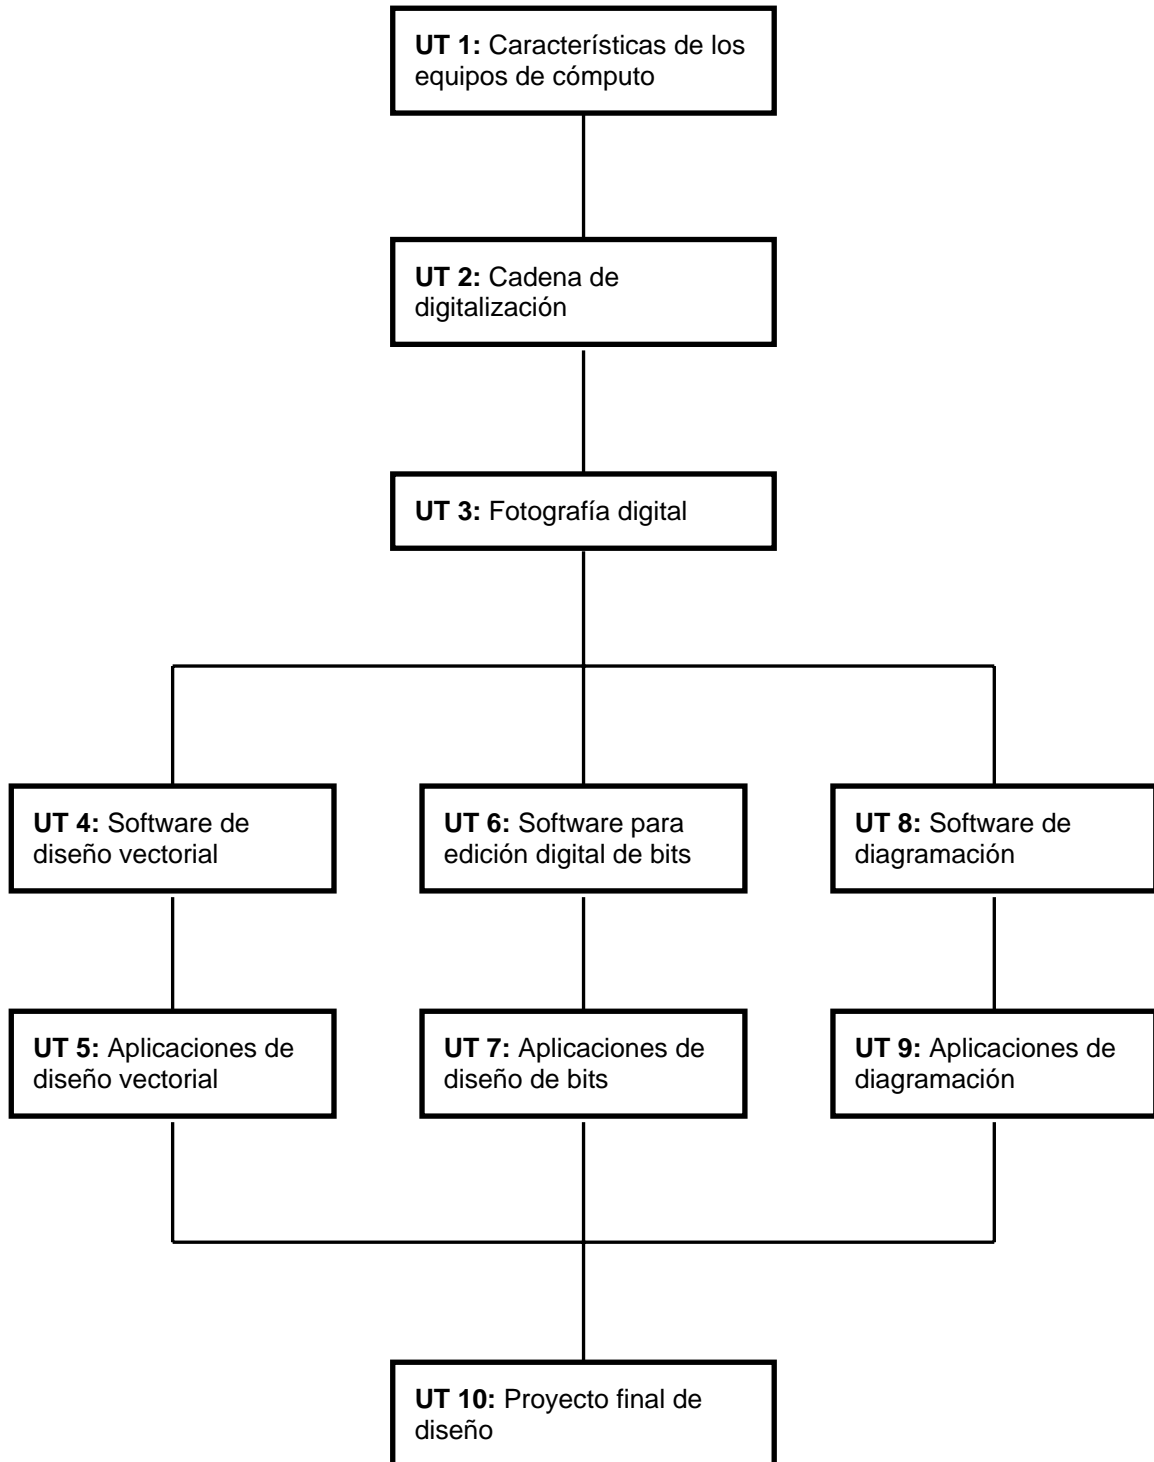 UT 1: Característícas de los
equipos de cómputo
UT 2: Cadena de
digitalización
UT 3: Fotografía digital
UT 4: Software de
diseño vectorial
UT 6: Software para
edición digital de bits
UT 8: Software de
diagramación
UT 5: Aplicaciones de
diseño vectorial
UT 7: Aplicaciones de
diseño de bits
UT 9: Aplicaciones de
diagramación
UT 10: Proyecto final de
diseño